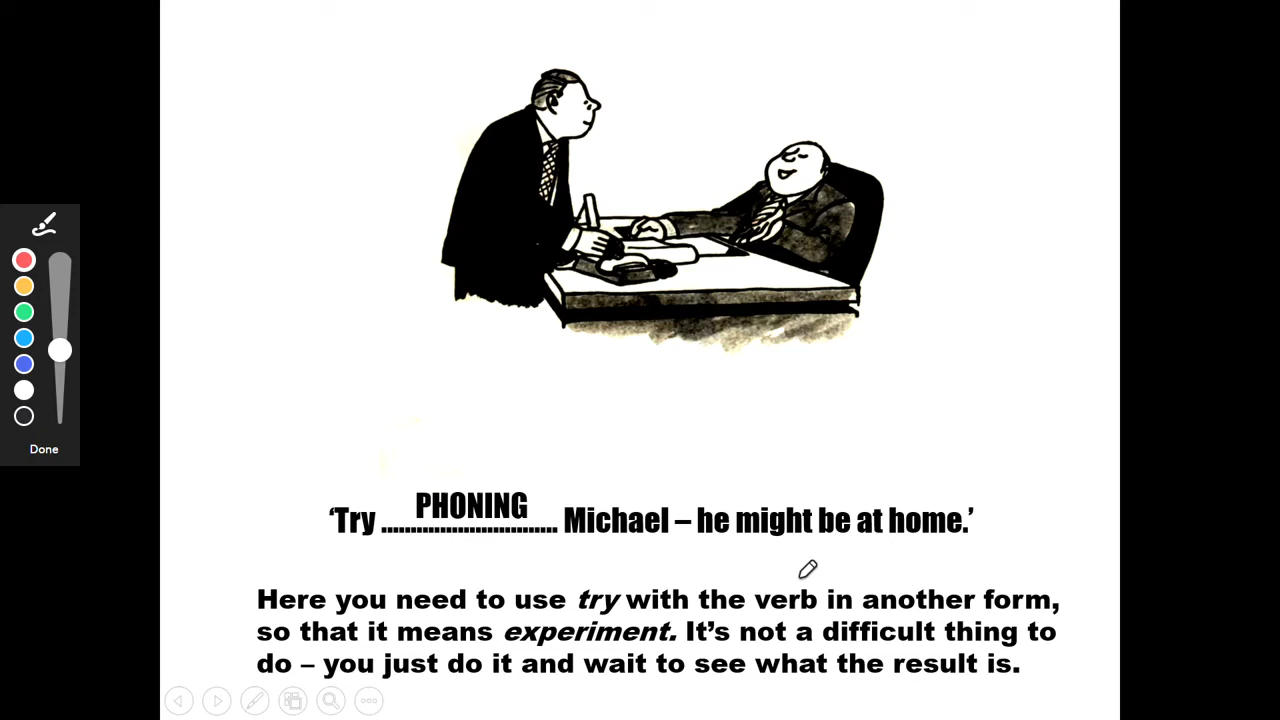 Done
‘Try .............................. Michael – he might be at home.’
PHONING
Here you need to use try with the verb in another form,
so that it means experiment. It’s not a difficult thing to
do – you just do it and wait to see what the result is.